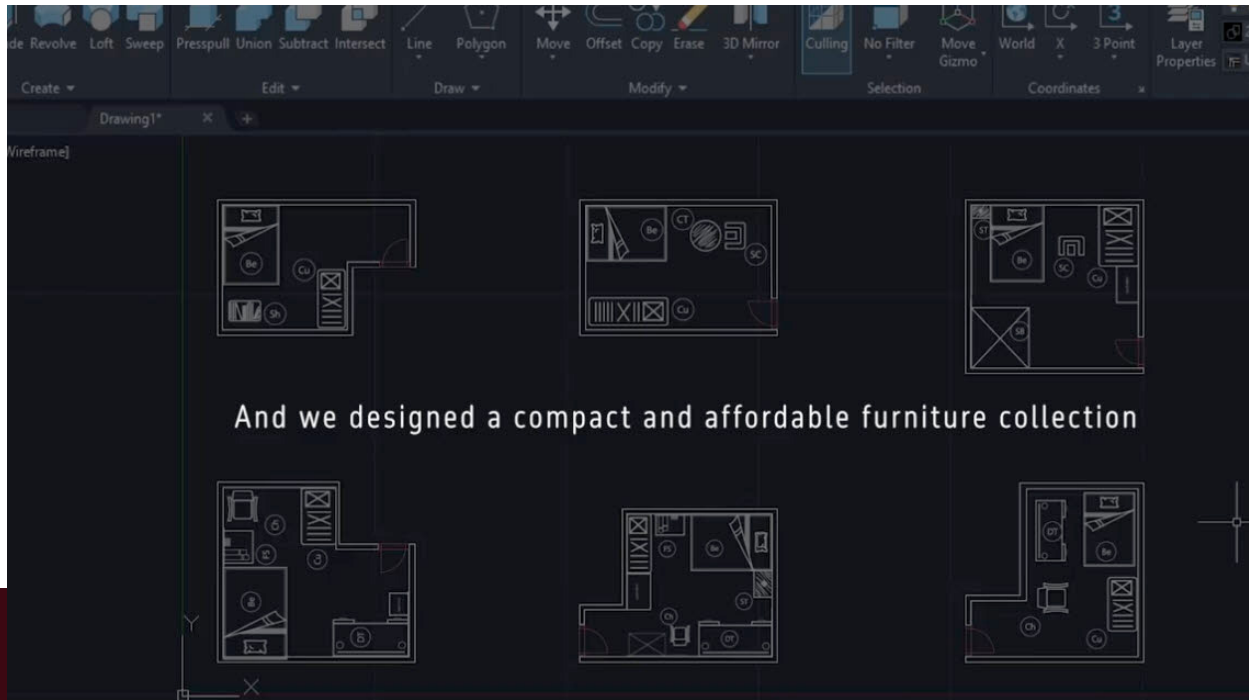 Revolve Loft Sweep Presspull Union Subtract Intersect Line Polygon Move Offset Copy Erase 3D Mirror Culling No Filter Move Gizmo World X 3 Point Layer Properties
Create Edit Draw Modify Selection Coordinates
Drawing1*
Wireframe]
Be Cu Sh
Be CT SC Cu
ST Be SC Cu SB
And we designed a compact and affordable furniture collection
FS Be DT
FS Be ST Ch DT
DT Be Ch Cu
Y
X